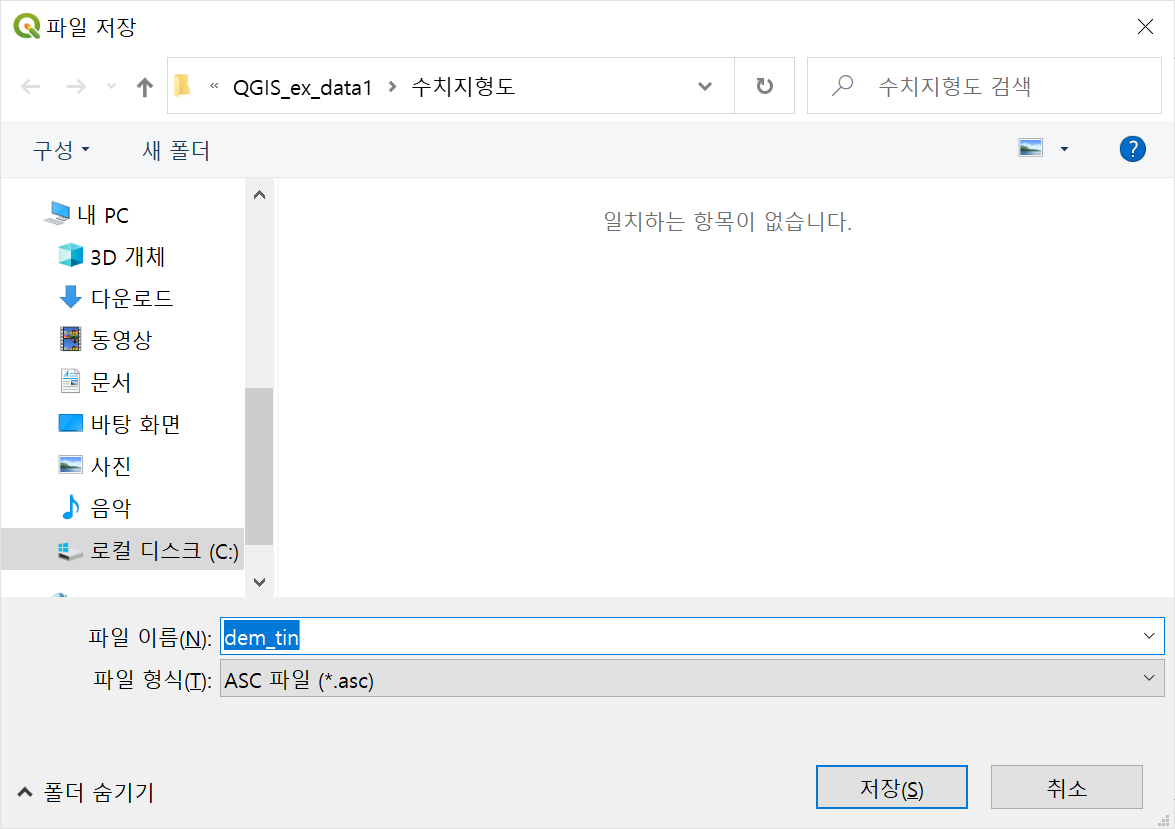 파일 저장
« QGIS_ex_data1 > 수치지형도
수치지형도 검색
구성
새 폴더
?
내 PC
3D 개체
다운로드
동영상
문서
바탕 화면
사진
음악
로컬 디스크 (C:)
일치하는 항목이 없습니다.
파일 이름(N): dem_tin
파일 형식(T): ASC 파일 (*.asc)
폴더 숨기기
저장(S)
취소